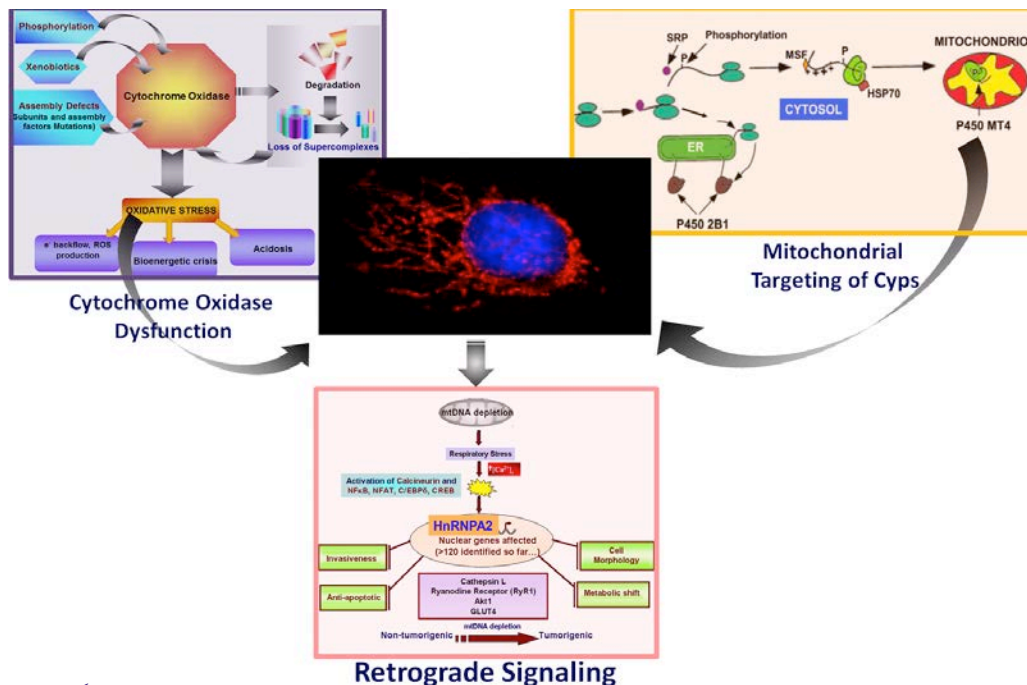 Phosphorylation
Xenobiotics
Assembly Defects
(Subunits and assembly
factors Mutations)
Cytochrome Oxidase
Degradation
Loss of Supercomplexes
OXIDATIVE STRESS
e⁻ backflow, ROS
production
Bioenergetic crisis
Acidosis
Cytochrome Oxidase
Dysfunction
SRP
Phosphorylation
P
MSF
P
++++
HSP70
CYTOSOL
MITOCHONDRIO
P450 MT4
ER
P450 2B1
Mitochondrial
Targeting of Cyps
mtDNA depletion
Respiratory Stress
Activation of Calcineurin and
NFκB, NFAT, C/EBPδ, CREB
HnRNPA2
Nuclear genes affected
(>120 identified so far...)
Invasiveness
Anti-apoptotic
Cell
Morphology
Metabolic shift
Cathepsin L
Ryanodine Receptor (RyR1)
Akt1
GLUT4
mtDNA depletion
Non-tumorigenic
Tumorigenic
Retrograde Signaling